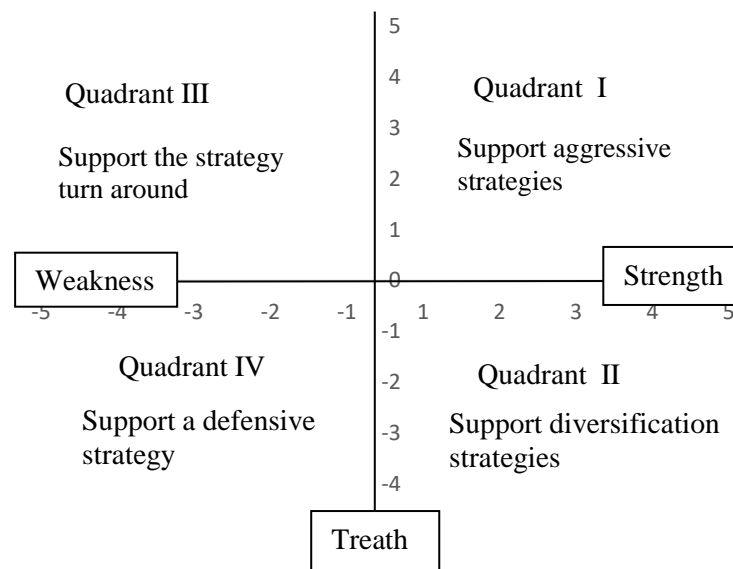 5
Quadrant III
4
Quadrant I
3
Support the strategy
turn around
Support aggressive
strategies
2
1
Weakness
0
Strength
-5 -4 -3 -2 -1 1 2 3 4 5
-1
Quadrant IV
-2
Quadrant II
Support a defensive
strategy
-3
Support diversification
strategies
-4
Treath